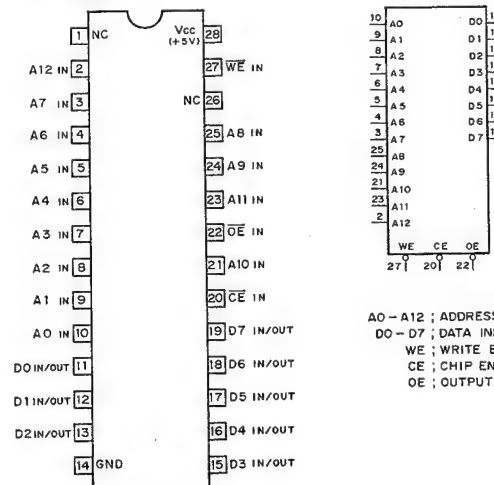 1 NC
Vcc 28
(+5V)
A12 IN 2
27 WE IN
A7 IN 3
NC 26
A6 IN 4
25 A8 IN
A5 IN 5
24 A9 IN
A4 IN 6
23 A11 IN
A3 IN 7
22 OE IN
A2 IN 8
21 A10 IN
A1 IN 9
20 CE IN
A0 IN 10
19 D7 IN/OUT
D0 IN/OUT 11
18 D6 IN/OUT
D1 IN/OUT 12
17 D5 IN/OUT
D2 IN/OUT 13
16 D4 IN/OUT
14 GND
15 D3 IN/OUT
10 A0 D0
9 A1 D1
8 A2 D2
7 A3 D3
6 A4 D4
5 A5 D5
4 A6 D6
3 A7 D7
25 A8
24 A9
21 A10
23 A11
2 A12
WE CE OE
27 20 22
A0-A12 ; ADDRESS
D0-D7 ; DATA
WE ; WRITE
CE ; CHIP
OE ; OUTPUT